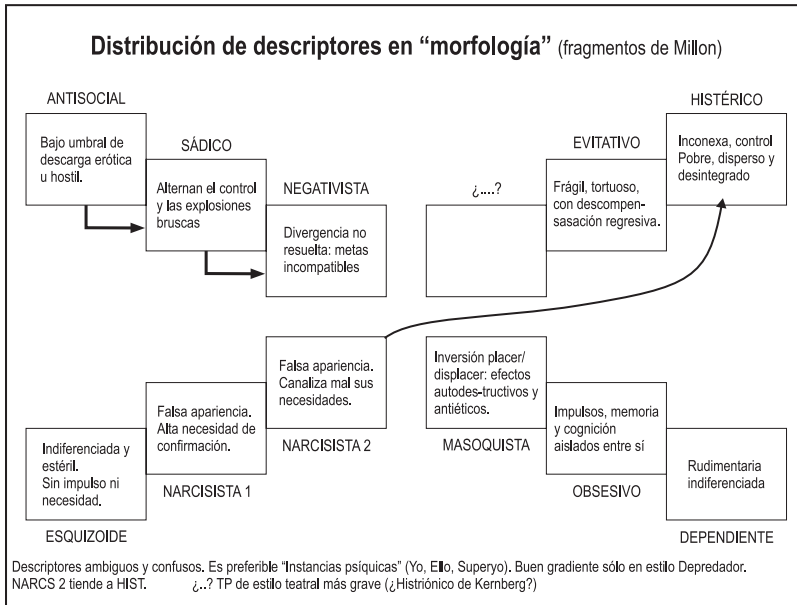 Distribución de descriptores en “morfología” (fragmentos de Millon)
ANTISOCIAL
Bajo umbral de
descarga erótica
u hostil.
SÁDICO
Alternan el control
y las explosiones
bruscas
NEGATIVISTA
Divergencia no
resuelta: metas
incompatibles
¿....?
EVITATIVO
Frágil, tortuoso,
con descompen-
sasación regresiva.
HISTÉRICO
Inconexa, control
Pobre, disperso y
desintegrado
Indiferenciada y
estéril.
Sin impulso ni
necesidad.
ESQUIZOIDE
Falsa apariencia.
Alta necesidad de
confirmación.
NARCISISTA 1
Falsa apariencia.
Canaliza mal sus
necesidades.
NARCISISTA 2
Inversión placer/
displacer: efectos
autodes-tructivos y
antiéticos.
MASOQUISTA
Impulsos, memoria
y cognición
aislados entre sí
OBSESIVO
Rudimentaria
indiferenciada
DEPENDIENTE
Descriptores ambiguos y confusos. Es preferible “Instancias psíquicas” (Yo, Ello, Superyo). Buen gradiente sólo en estilo Depredador.
NARCS 2 tiende a HIST. ¿..? TP de estilo teatral más grave (¿Histriónico de Kernberg?)